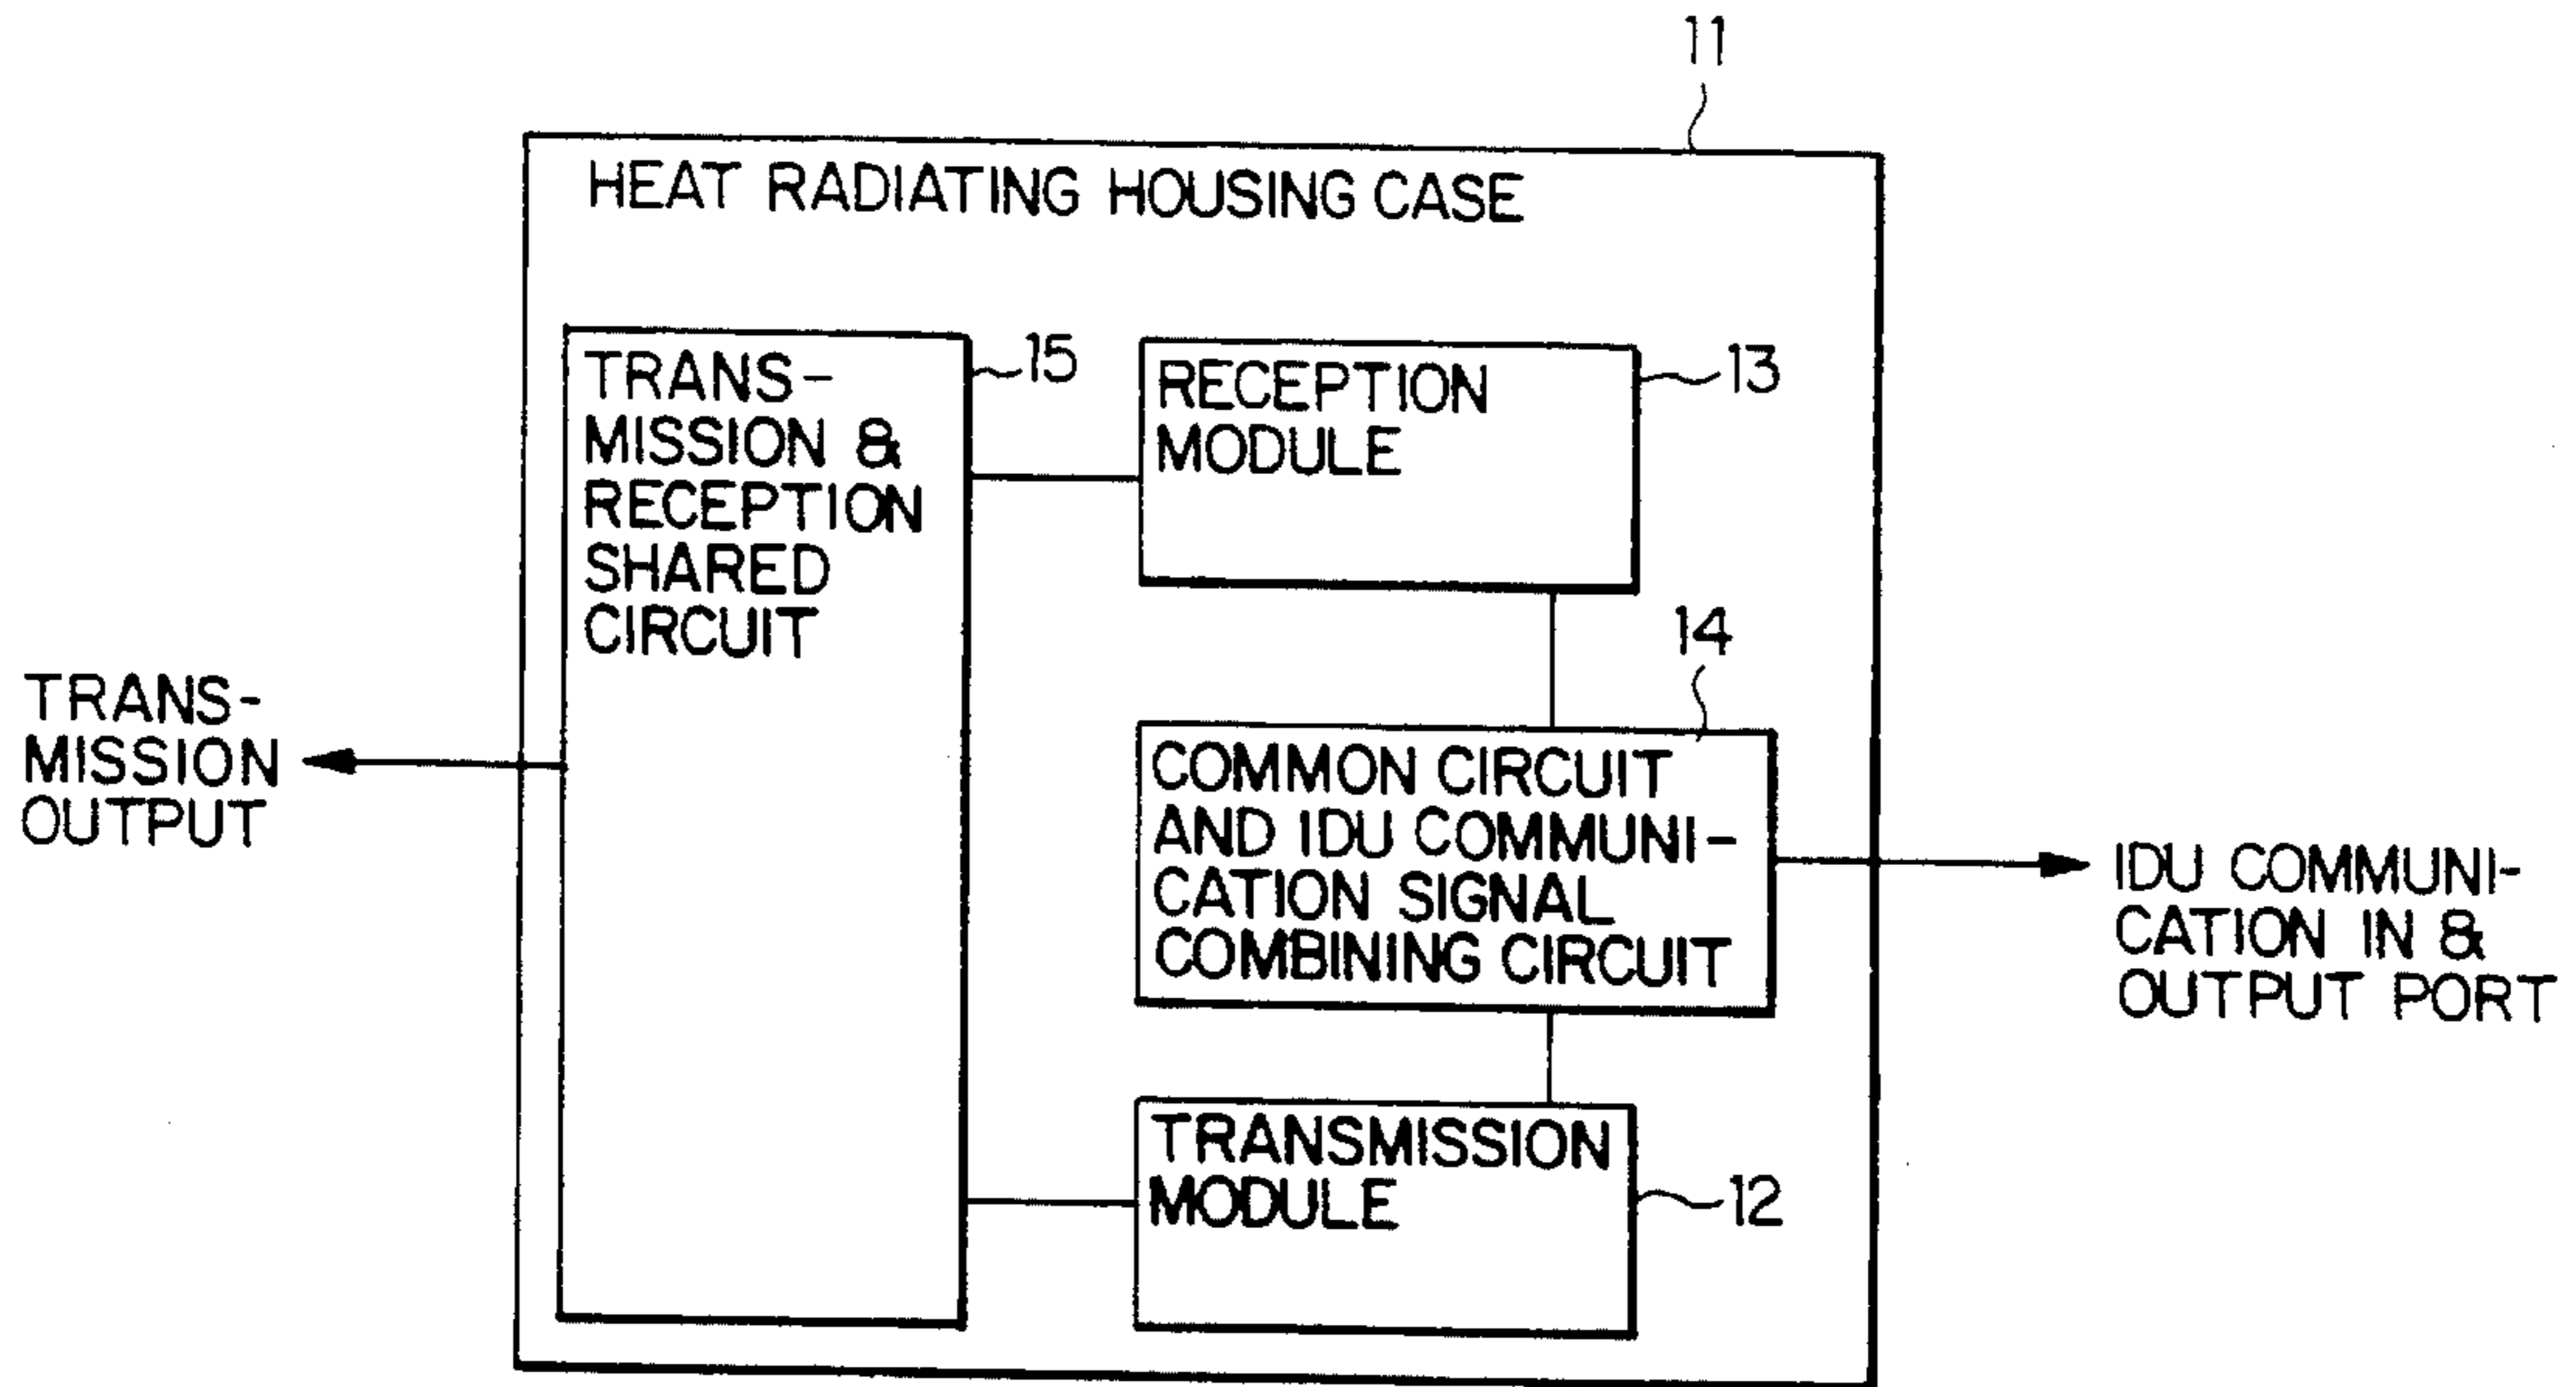 11
HEAT RADIATING HOUSING CASE
TRANS-
MISSION &
RECEPTION
SHARED
CIRCUIT
15
RECEPTION
MODULE
13
14
COMMON CIRCUIT
AND IDU COMMUNI-
CATION SIGNAL
COMBINING CIRCUIT
TRANSMISSION
MODULE
12
TRANS-
MISSION
OUTPUT
IDU COMMUNI-
CATION IN &
OUTPUT PORT